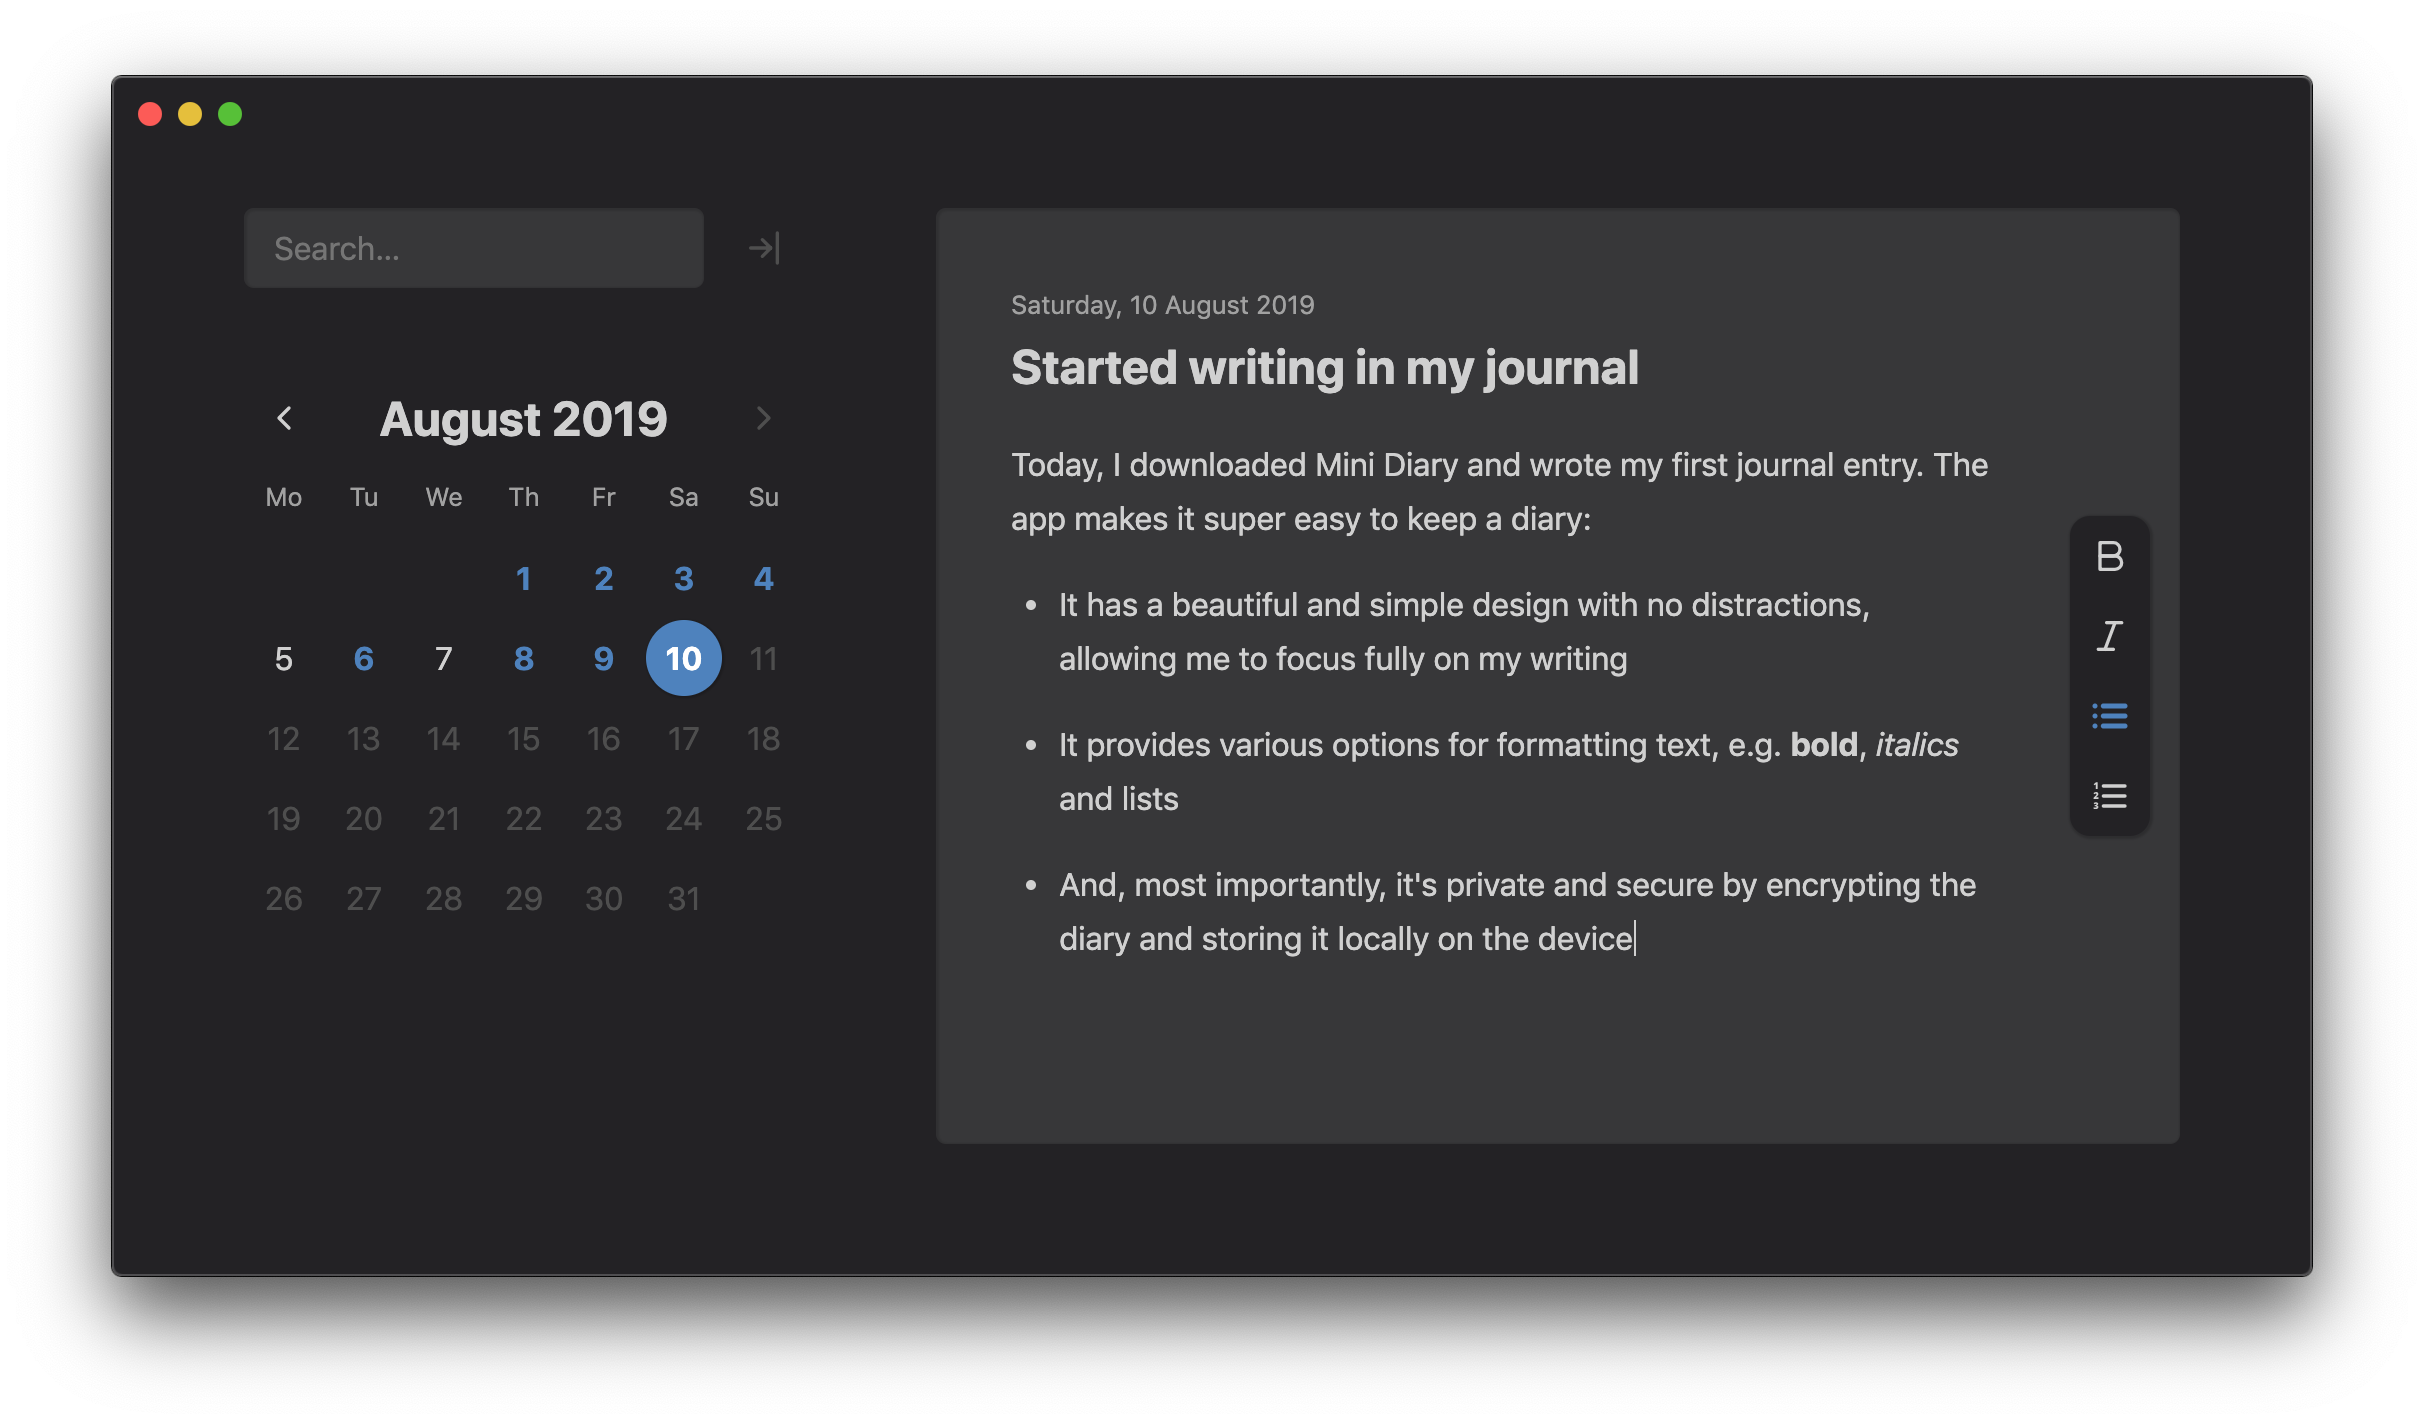 Search...
August 2019
Mo Tu We Th Fr Sa Su
1 2 3 4
5 6 7 8 9 10 11
12 13 14 15 16 17 18
19 20 21 22 23 24 25
26 27 28 29 30 31
Saturday, 10 August 2019
Started writing in my journal
Today, I downloaded Mini Diary and wrote my first journal entry. The
app makes it super easy to keep a diary:
• It has a beautiful and simple design with no distractions,
allowing me to focus fully on my writing
• It provides various options for formatting text, e.g. bold, italics
and lists
• And, most importantly, it's private and secure by encrypting the
diary and storing it locally on the device
B
I
1
2
3